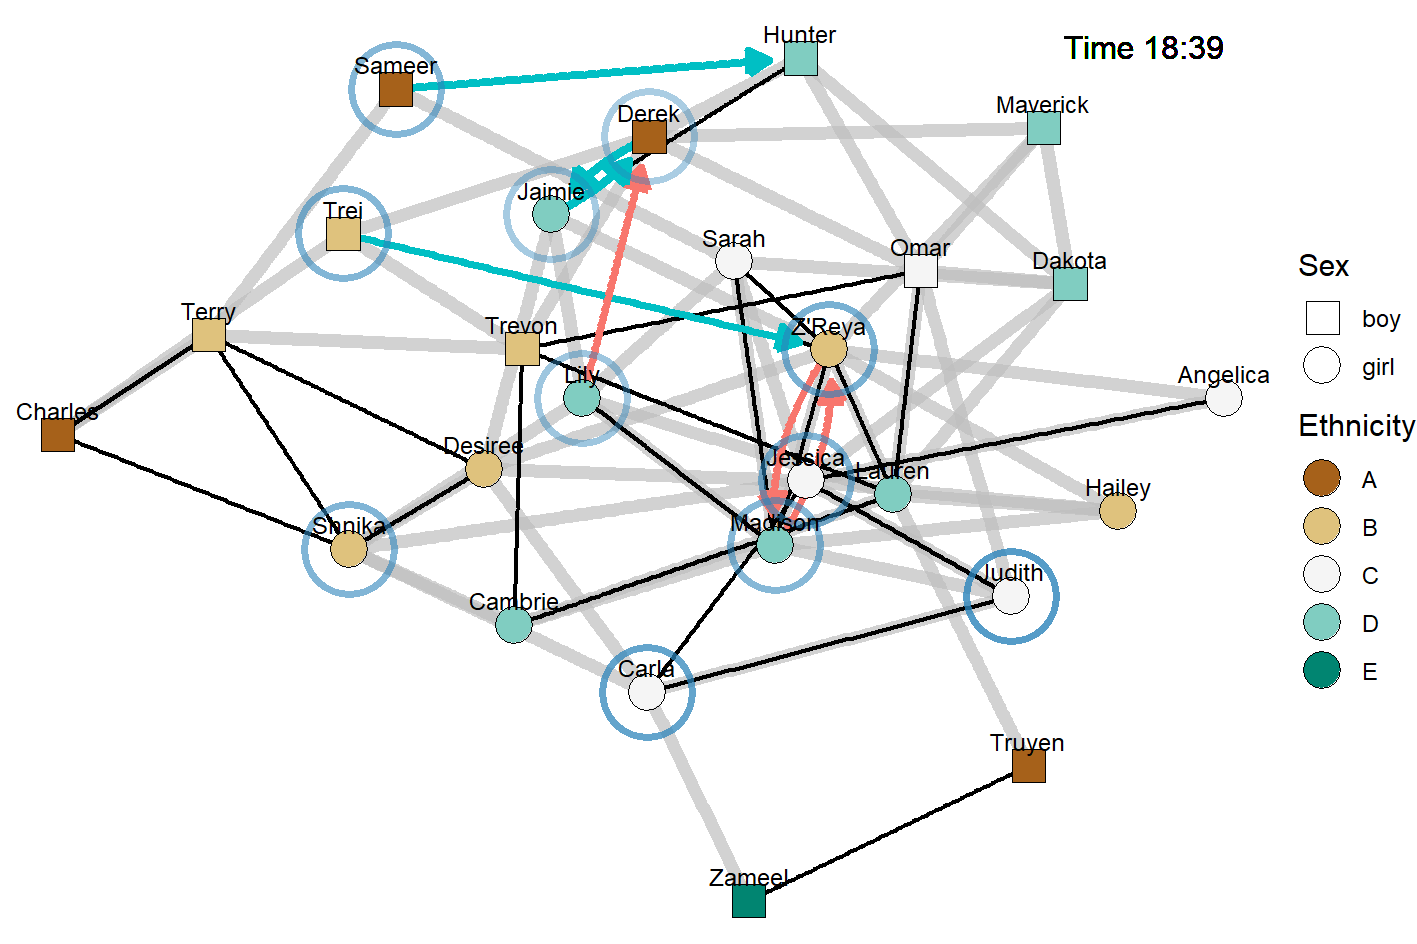 Hunter
Time 18:39
Sameer
Derek
Maverick
Jaimie
Trei
Sarah
Omar
Dakota
Terry
Trevon
Z'Reya
Lily
Angelica
Charles
Desiree
Jessica
Lauren
Hailey
Shnika
Madison
Judith
Cambrie
Carla
Truyen
Zameel
Sex
boy
girl
Ethnicity
A
B
C
D
E